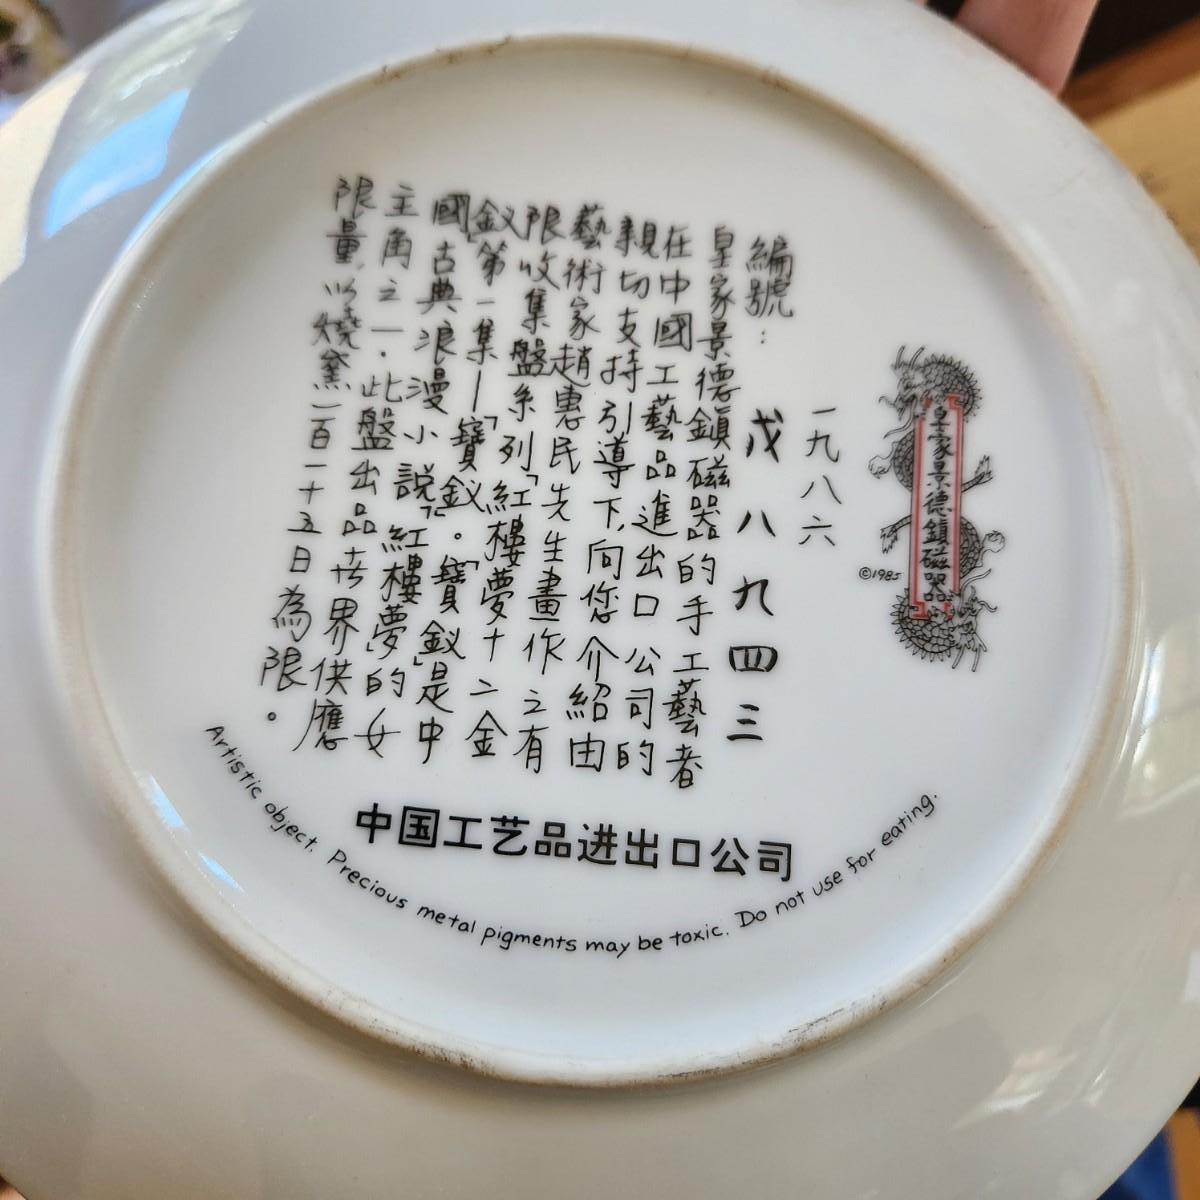 皇家景德鎮磁器
©1985
一九八六
編號：戊八九四三
皇家景德鎮磁器的手工藝者
在中國工藝品進出口公司的
親切支持引導下,向您介紹由
藝術家趙惠民先生畫作之有
限收集盤系列「紅樓夢十二金
釵」第一集—「寶釵」。「寶釵」是中
國古典浪漫小說「紅樓夢」的女
主角之一.此盤出品世界供應
限量,以燒窯一百一十五日為限。
中国工艺品进出口公司
Artistic object. Precious metal pigments may be toxic. Do not use for eating.